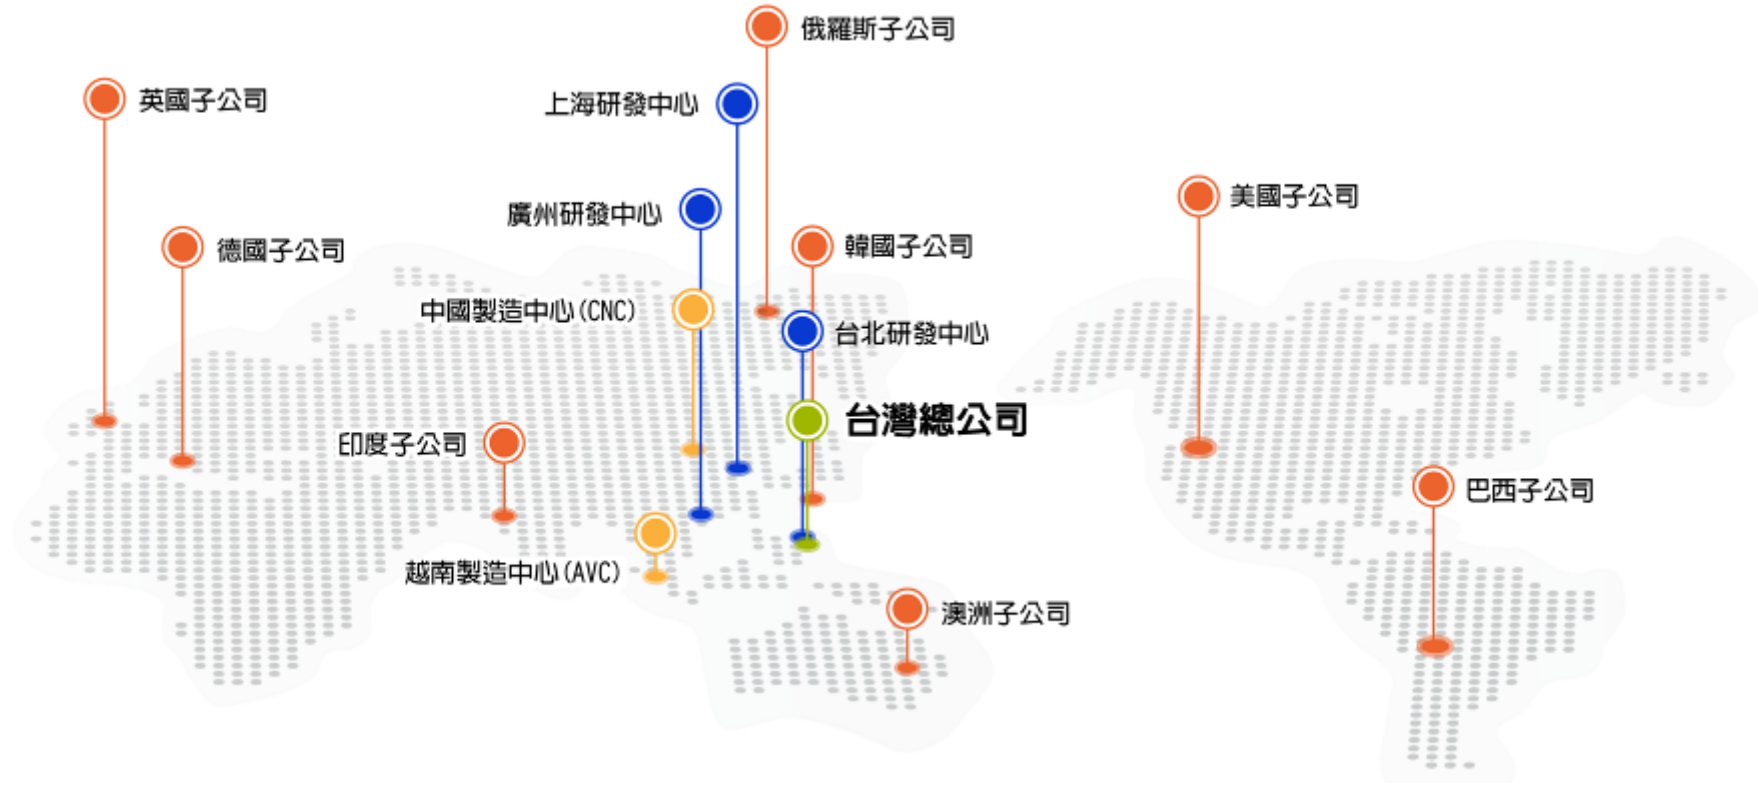 俄羅斯子公司
英國子公司
上海研發中心
美國子公司
廣州研發中心
德國子公司
韓國子公司
中國製造中心(CNC)
台北研發中心
台灣總公司
印度子公司
巴西子公司
越南製造中心(AVC)
澳洲子公司